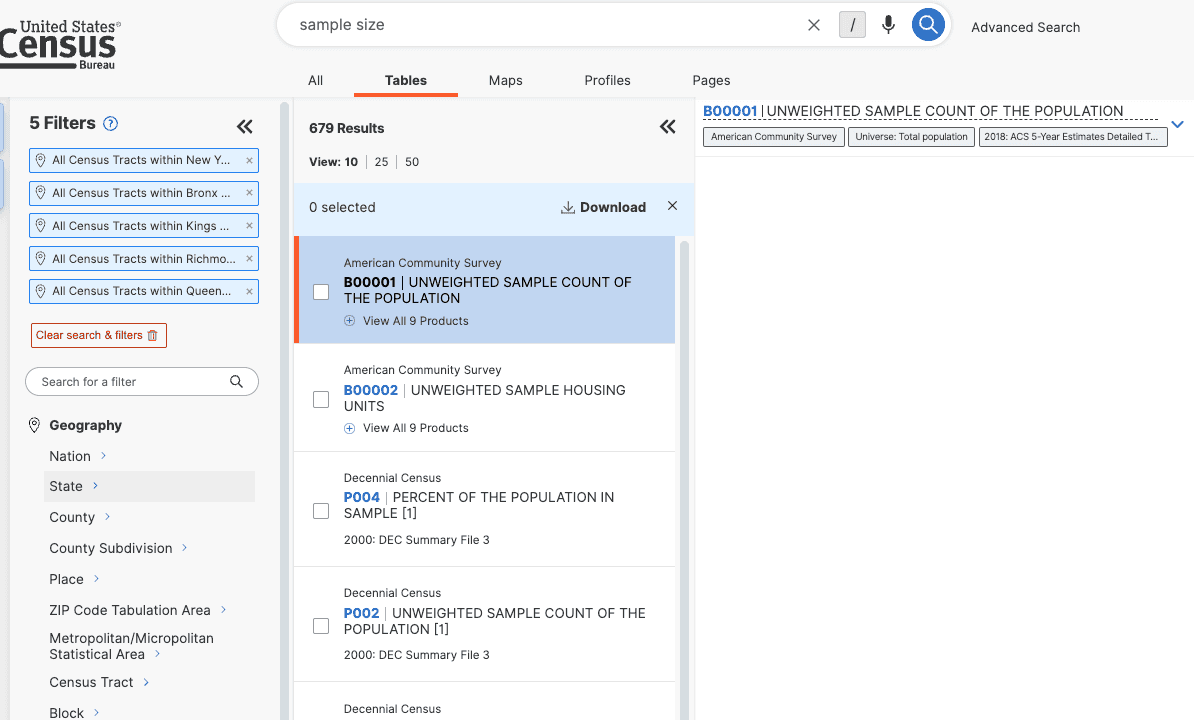 United States®
Census
Bureau
sample size
/
Advanced Search
All
Tables
Maps
Profiles
Pages
5 Filters ?
All Census Tracts within New Y... ×
All Census Tracts within Bronx ... ×
All Census Tracts within Kings ... ×
All Census Tracts within Richmo... ×
All Census Tracts within Queen... ×
Clear search & filters
Search for a filter
Geography
Nation
State
County
County Subdivision
Place
ZIP Code Tabulation Area
Metropolitan/Micropolitan
Statistical Area
Census Tract
Block
679 Results
View: 10 | 25 | 50
0 selected
Download
American Community Survey
B00001 | UNWEIGHTED SAMPLE COUNT OF
THE POPULATION
View All 9 Products
American Community Survey
B00002 | UNWEIGHTED SAMPLE HOUSING
UNITS
View All 9 Products
Decennial Census
P004 | PERCENT OF THE POPULATION IN
SAMPLE [1]
2000: DEC Summary File 3
Decennial Census
P002 | UNWEIGHTED SAMPLE COUNT OF THE
POPULATION [1]
2000: DEC Summary File 3
Decennial Census
B00001 | UNWEIGHTED SAMPLE COUNT OF THE POPULATION
American Community Survey
Universe: Total population
2018: ACS 5-Year Estimates Detailed T...